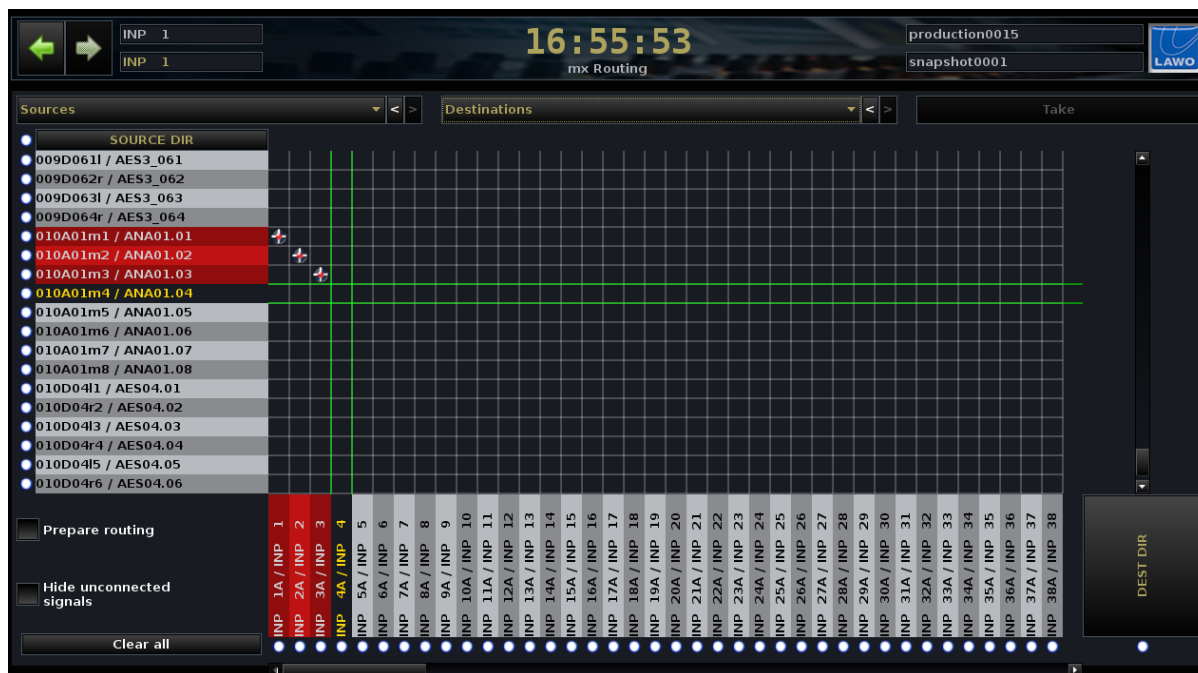 INP 1
INP 1
16:55:53
mx Routing
production0015
snapshot0001
LAWO
Sources
<
>
Destinations
<
>
Take
SOURCE DIR
009D061l / AES3_061
009D062r / AES3_062
009D063l / AES3_063
009D064r / AES3_064
010A01m1 / ANA01.01
010A01m2 / ANA01.02
010A01m3 / ANA01.03
010A01m4 / ANA01.04
010A01m5 / ANA01.05
010A01m6 / ANA01.06
010A01m7 / ANA01.07
010A01m8 / ANA01.08
010D04l1 / AES04.01
010D04r2 / AES04.02
010D04l3 / AES04.03
010D04r4 / AES04.04
010D04l5 / AES04.05
010D04r6 / AES04.06
Prepare routing
Hide unconnected
signals
Clear all
INP 1A / INP 1
INP 2A / INP 2
INP 3A / INP 3
INP 4A / INP 4
INP 5A / INP 5
INP 6A / INP 6
INP 7A / INP 7
INP 8A / INP 8
INP 9A / INP 9
INP 10A / INP 10
INP 11A / INP 11
INP 12A / INP 12
INP 13A / INP 13
INP 14A / INP 14
INP 15A / INP 15
INP 16A / INP 16
INP 17A / INP 17
INP 18A / INP 18
INP 19A / INP 19
INP 20A / INP 20
INP 21A / INP 21
INP 22A / INP 22
INP 23A / INP 23
INP 24A / INP 24
INP 25A / INP 25
INP 26A / INP 26
INP 27A / INP 27
INP 28A / INP 28
INP 29A / INP 29
INP 30A / INP 30
INP 31A / INP 31
INP 32A / INP 32
INP 33A / INP 33
INP 34A / INP 34
INP 35A / INP 35
INP 36A / INP 36
INP 37A / INP 37
INP 38A / INP 38
DEST DIR